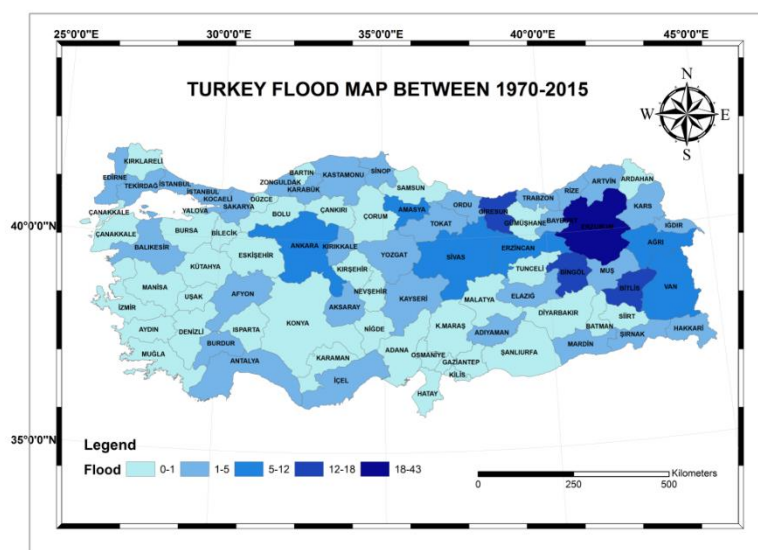 25°0'0"E 30°0'0"E 35°0'0"E 40°0'0"E 45°0'0"E
TURKEY FLOOD MAP BETWEEN 1970-2015
N
W E
S
KIRKLARELİ
EDİRNE
TEKİRDAĞ
İSTANBUL
İSTANBUL
KOCAELİ
SAKARYA
DÜZCE
ZONGULDAK
BARTIN
KARABÜK
KASTAMONU
SİNOP
SAMSUN
ORDU
GİRESUN
TRABZON
RİZE
ARTVİN
ARDAHAN
KARS
IĞDIR
ÇANAKKALE
ÇANAKKALE
YALOVA
BURSA
BİLECİK
BOLU
ÇANKIRI
ÇORUM
AMASYA
TOKAT
GÜMÜŞHANE
ERZURUM
40°0'0"N
40°0'0"N
BALIKESİR
ESKİŞEHİR
ANKARA
KIRIKKALE
YOZGAT
SİVAS
ERZİNCAN
AĞRI
KÜTAHYA
KIRŞEHİR
TUNCELİ
BİNGÖL
MUŞ
MANİSA
UŞAK
AFYON
NEVŞEHİR
KAYSERİ
MALATYA
ELAZIĞ
BİTLİS
VAN
İZMİR
AKSARAY
KONYA
NİĞDE
DİYARBAKIR
SİİRT
BATMAN
AYDIN
DENİZLİ
ISPARTA
K.MARAŞ
ADIYAMAN
ŞIRNAK
HAKKARİ
MUĞLA
BURDUR
ANTALYA
KARAMAN
ADANA
OSMANİYE
GAZİANTEP
ŞANLIURFA
MARDİN
İÇEL
KİLİS
HATAY
35°0'0"N
35°0'0"N
Legend
Flood 0-1 1-5 5-12 12-18 18-43
Kilometers
0 250 500